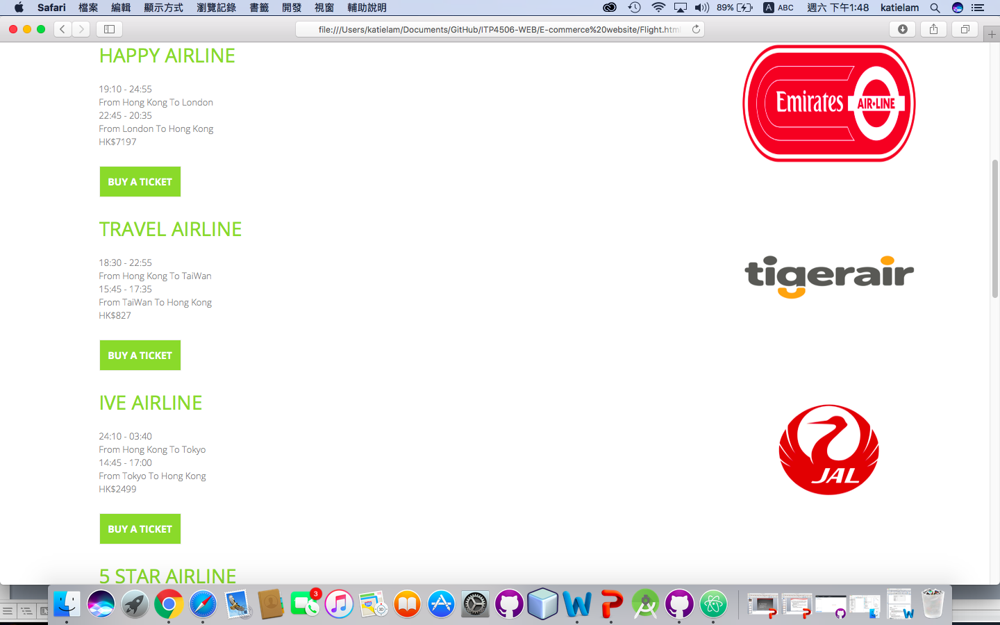 Safari 檔案 編輯 顯示方式 瀏覽記錄 書籤 開發 視窗 輔助說明 89% A ABC 週六 下午1:48 katielam
file:///Users/katielam/Documents/GitHub/ITP4506-WEB/E-commerce%20website/Flight.html
HAPPY AIRLINE
19:10 - 24:55
From Hong Kong To London
22:45 - 20:35
From London To Hong Kong
HK$7197
BUY A TICKET
Emirates AIR•LINE
TRAVEL AIRLINE
18:30 - 22:55
From Hong Kong To TaiWan
15:45 - 17:35
From TaiWan To Hong Kong
HK$827
BUY A TICKET
tigerair
IVE AIRLINE
24:10 - 03:40
From Hong Kong To Tokyo
14:45 - 17:00
From Tokyo To Hong Kong
HK$2499
BUY A TICKET
JAL
5 STAR AIRLINE
3